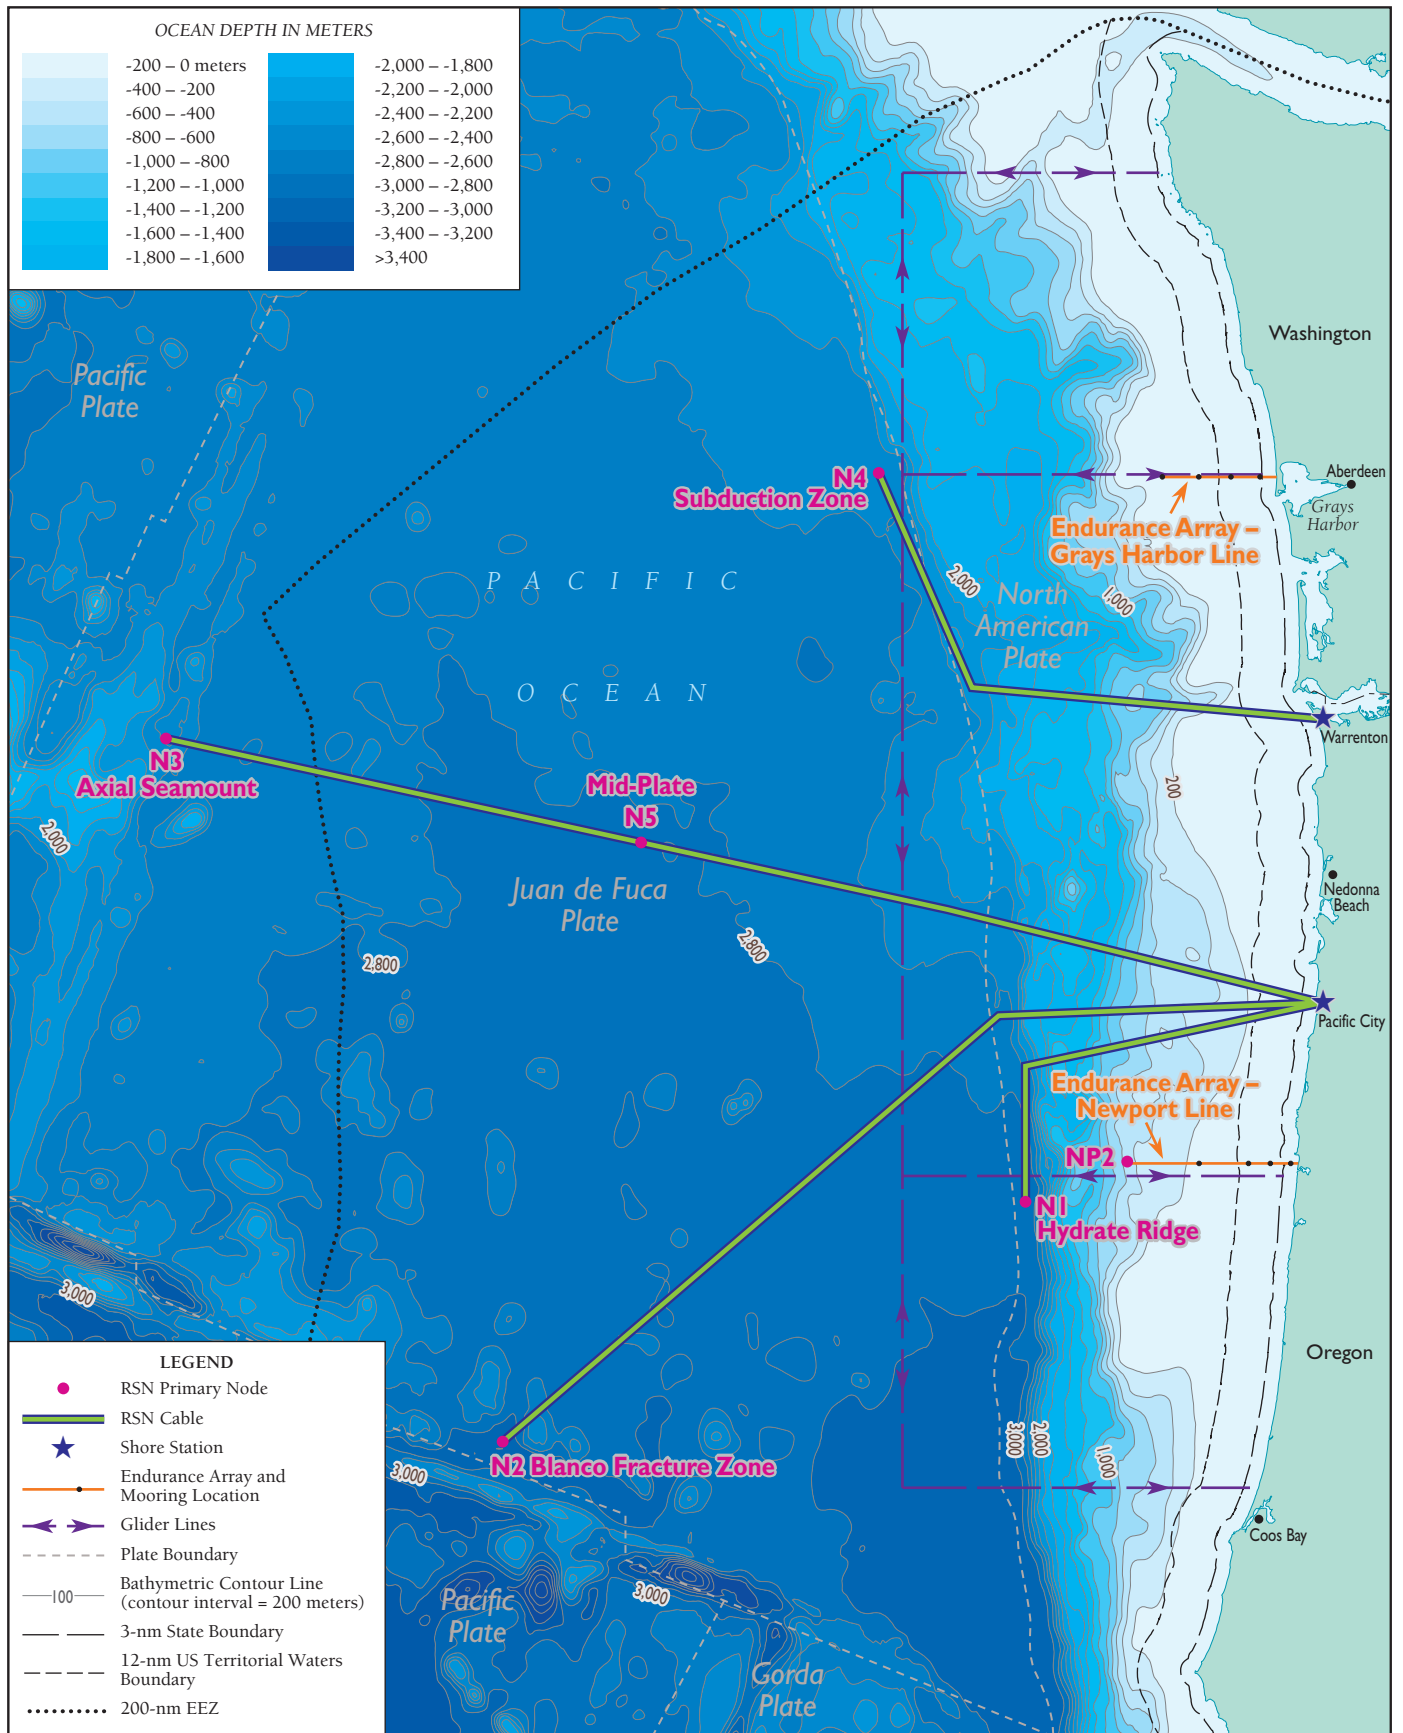 OCEAN DEPTH IN METERS
-200 – 0 meters
-400 – -200
-600 – -400
-800 – -600
-1,000 – -800
-1,200 – -1,000
-1,400 – -1,200
-1,600 – -1,400
-1,800 – -1,600
-2,000 – -1,800
-2,200 – -2,000
-2,400 – -2,200
-2,600 – -2,400
-2,800 – -2,600
-3,000 – -2,800
-3,200 – -3,000
-3,400 – -3,200
>3,400
Washington
Pacific
Plate
N4
Subduction Zone
Aberdeen
Grays
Harbor
Endurance Array –
Grays Harbor Line
PACIFIC
OCEAN
2,000
1,000
North
American
Plate
Warrenton
N3
Axial Seamount
Mid-Plate
N5
200
2,000
Juan de Fuca
Plate
Nedonna
Beach
2,800
2,800
Pacific City
Endurance Array –
Newport Line
NP2
N1
Hydrate Ridge
3,000
Oregon
3,000
2,000
1,000
N2 Blanco Fracture Zone
3,000
Coos Bay
3,000
Pacific
Plate
Gorda
Plate
LEGEND
RSN Primary Node
RSN Cable
Shore Station
Endurance Array and
Mooring Location
Glider Lines
Plate Boundary
100
Bathymetric Contour Line
(contour interval = 200 meters)
3-nm State Boundary
12-nm US Territorial Waters
Boundary
200-nm EEZ